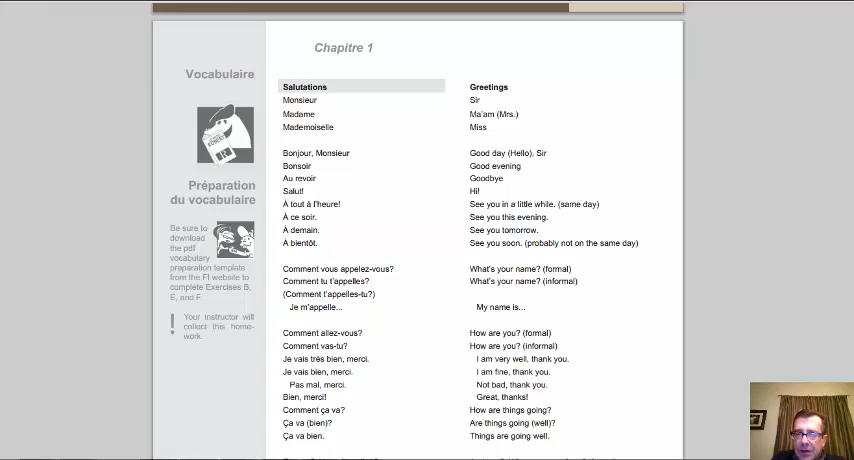 Chapitre 1
Vocabulaire
Préparation
du vocabulaire
Be sure to
download
the pdf
vocabulary
preparation template
from the FI website to
complete Exercises B,
E, and F.
! Your instructor will
collect this home-
work.
Salutations Greetings
Monsieur Sir
Madame Ma'am (Mrs.)
Mademoiselle Miss
Bonjour, Monsieur Good day (Hello), Sir
Bonsoir Good evening
Au revoir Goodbye
Salut! Hi!
À tout à l'heure! See you in a little while. (same day)
À ce soir. See you this evening.
À demain. See you tomorrow.
À bientôt. See you soon. (probably not on the same day)
Comment vous appelez-vous? What's your name? (formal)
Comment tu t'appelles? What's your name? (informal)
(Comment t'appelles-tu?)
Je m'appelle... My name is...
Comment allez-vous? How are you? (formal)
Comment vas-tu? How are you? (informal)
Je vais très bien, merci. I am very well, thank you.
Je vais bien, merci. I am fine, thank you.
Pas mal, merci. Not bad, thank you.
Bien, merci! Great, thanks!
Comment ça va? How are things going?
Ça va (bien)? Are things going (well)?
Ça va bien. Things are going well.